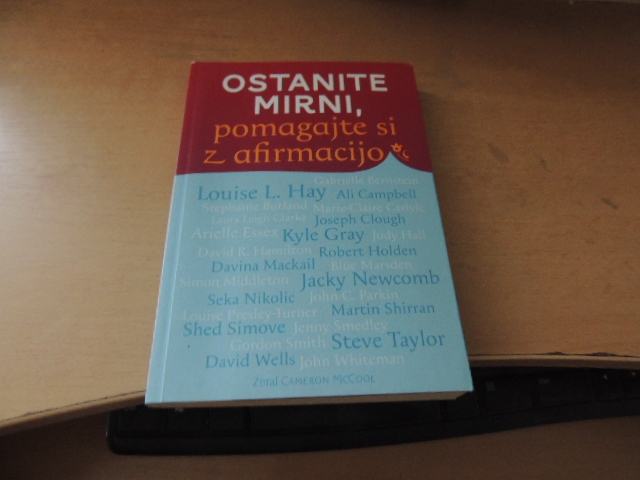 OSTANITE
MIRNI,
pomagajte si
z afirmacijo
Gabrielle Bernstein
Louise L. Hay Ali Campbell
Stephanie Butland Marie-Claire Carlyle
Laura Leigh Clarke Joseph Clough
Arielle Essex Kyle Gray Judy Hall
David R. Hamilton Robert Holden
Davina Mackail Blue Marsden
Simon Middleton Jacky Newcomb
Seka Nikolic John C. Parkin
Louise Presley-Turner Martin Shirran
Shed Simove Jenny Smedley
Gordon Smith Steve Taylor
David Wells John Whiteman
Zbral CAMERON MCCOOL